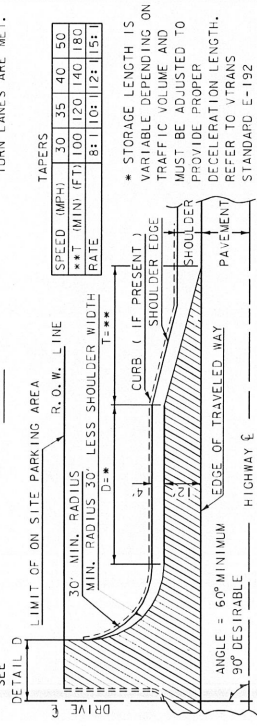 TURN LANES ARE MET.
SEE
DETAIL D
LIMIT OF ON SITE PARKING AREA
R.O.W. LINE
TAPERS
SPEED (MPH) 30 35 40 50
**T (MIN) (FT) 100 120 140 180
RATE 8:1 10:1 12:1 15:1
30' MIN. RADIUS
MIN. RADIUS 30' LESS SHOULDER WIDTH
D=*
T=**
CURB ( IF PRESENT )
SHOULDER EDGE
4'
12'
SHOULDER
PAVEMENT
EDGE OF TRAVELED WAY
ANGLE = 60° MINIMUM
90° DESIRABLE
HIGHWAY ℄
℄ DRIVE
* STORAGE LENGTH IS
VARIABLE DEPENDING ON
TRAFFIC VOLUME AND
MUST BE ADJUSTED TO
PROVIDE PROPER
DECELERATION LENGTH.
REFER TO VTRANS
STANDARD E-192